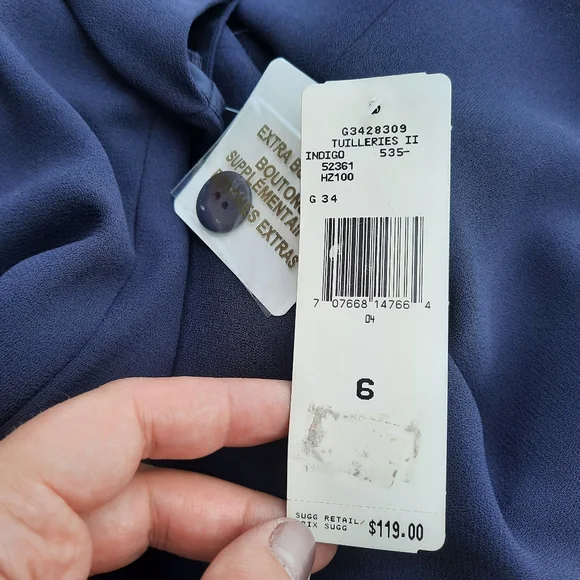 EXTRA
BOUTON
SUPPLÉMENTAI
EXTRAS
G3428309
TUILLERIES II
INDIGO 535-
52361
HZ100
G 34
7 07668 14766 4
04
6
SUGG RETAIL/
PRIX SUGG $119.00